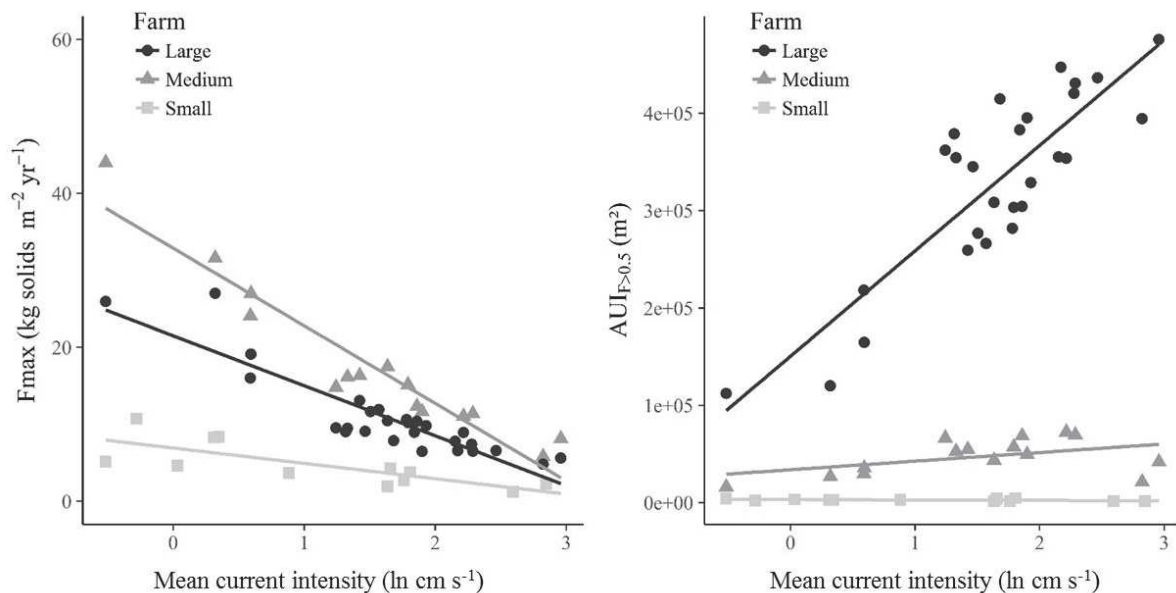 Farm
Large
Medium
Small
60
40
20
0
Fmax (kg solids m⁻² yr⁻¹)
0 1 2 3
Mean current intensity (ln cm s⁻¹)
Farm
Large
Medium
Small
4e+05
3e+05
2e+05
1e+05
0e+00
AUI_F>0.5 (m²)
0 1 2 3
Mean current intensity (ln cm s⁻¹)